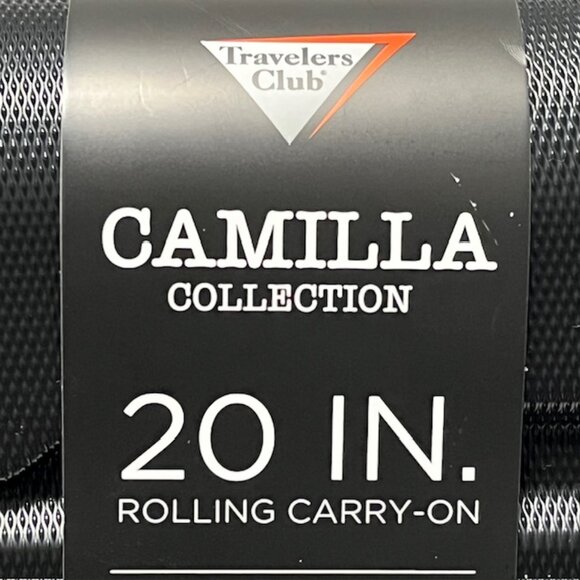 Travelers
Club®
CAMILLA
COLLECTION
20 IN.
ROLLING CARRY-ON